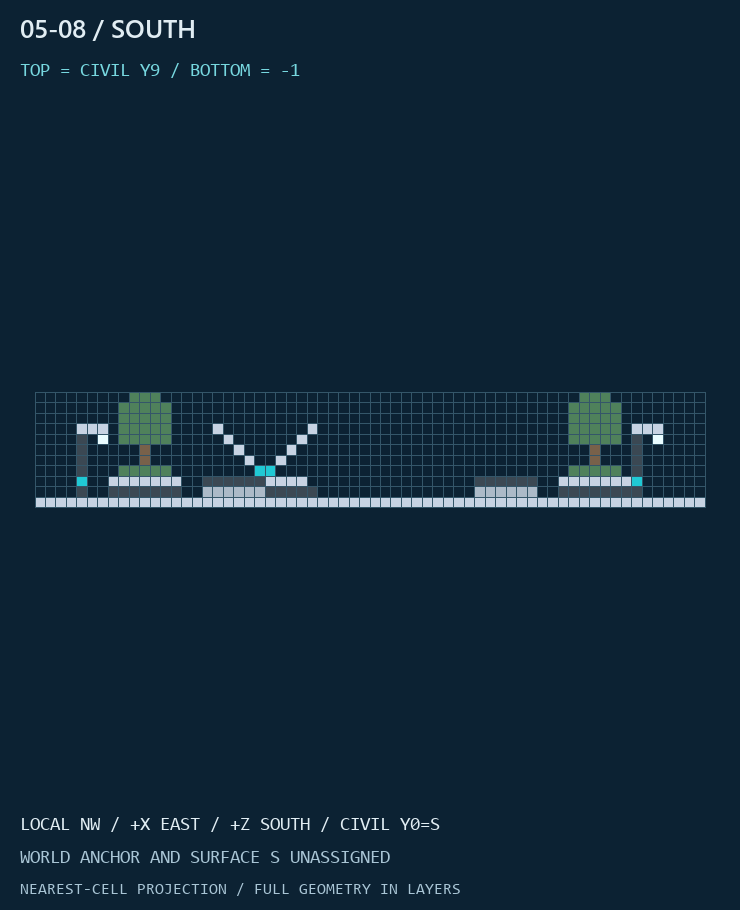 05-08 / SOUTH
TOP = CIVIL Y9 / BOTTOM = -1
LOCAL NW / +X EAST / +Z SOUTH / CIVIL Y0=S
WORLD ANCHOR AND SURFACE S UNASSIGNED
NEAREST-CELL PROJECTION / FULL GEOMETRY IN LAYERS